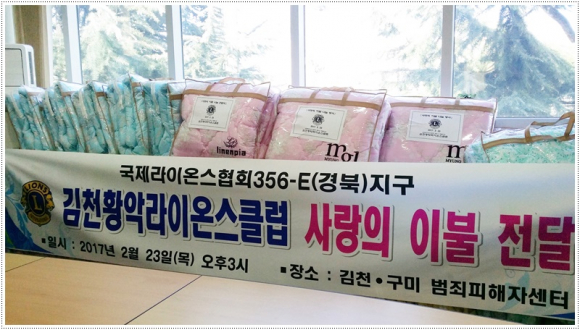 linenpia
mgl
mgl
국제라이온스협회356-E(경북)지구
LIONS
김천황악라이온스클럽 사랑의 이불 전달
■일시 : 2017년 2월 23일(목) 오후3시
■장소 : 김천•구미 범죄피해자센터